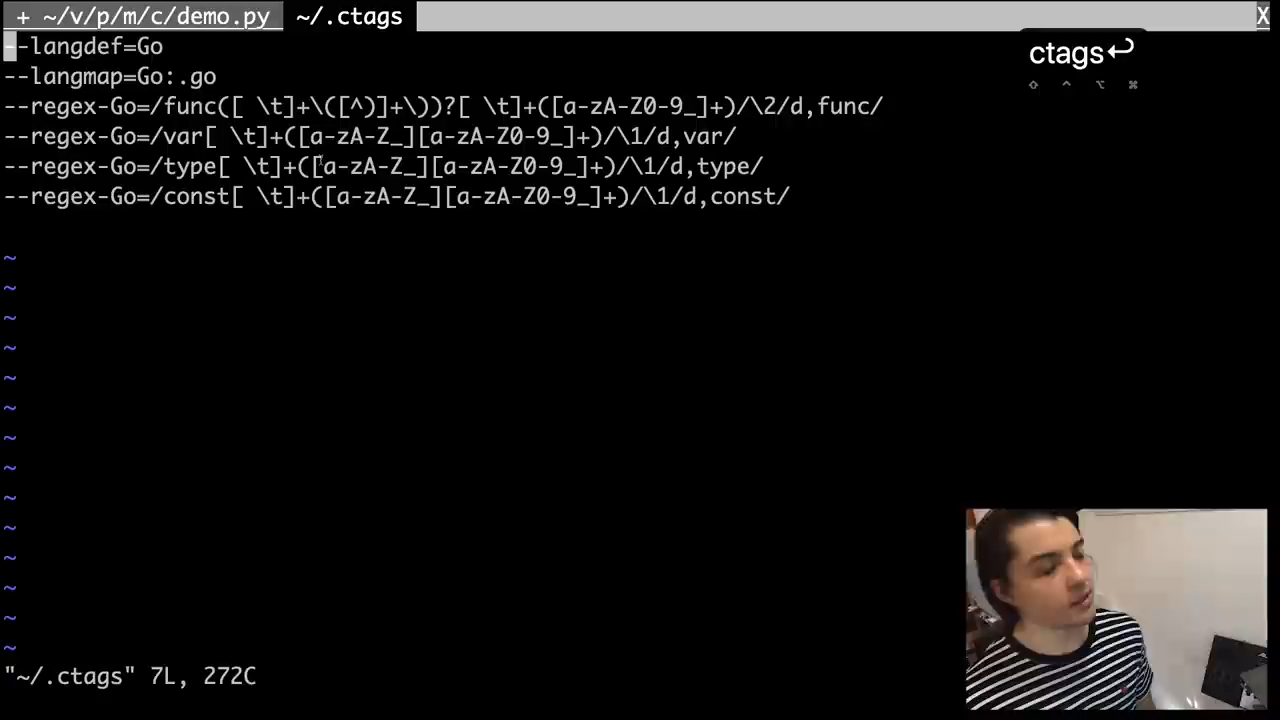 + ~/v/p/m/c/demo.py  ~/.ctags X
ctags↩
⇧ ^ ⌥ ⌘
--langdef=Go
--langmap=Go:.go
--regex-Go=/func([ \t]+\([^)]+\))?[ \t]+([a-zA-Z0-9_]+)/\2/d,func/
--regex-Go=/var[ \t]+([a-zA-Z_][a-zA-Z0-9_]+)/\1/d,var/
--regex-Go=/type[ \t]+([a-zA-Z_][a-zA-Z0-9_]+)/\1/d,type/
--regex-Go=/const[ \t]+([a-zA-Z_][a-zA-Z0-9_]+)/\1/d,const/
~
~
~
~
~
~
~
~
~
~
~
~
~
~
"~/.ctags" 7L, 272C